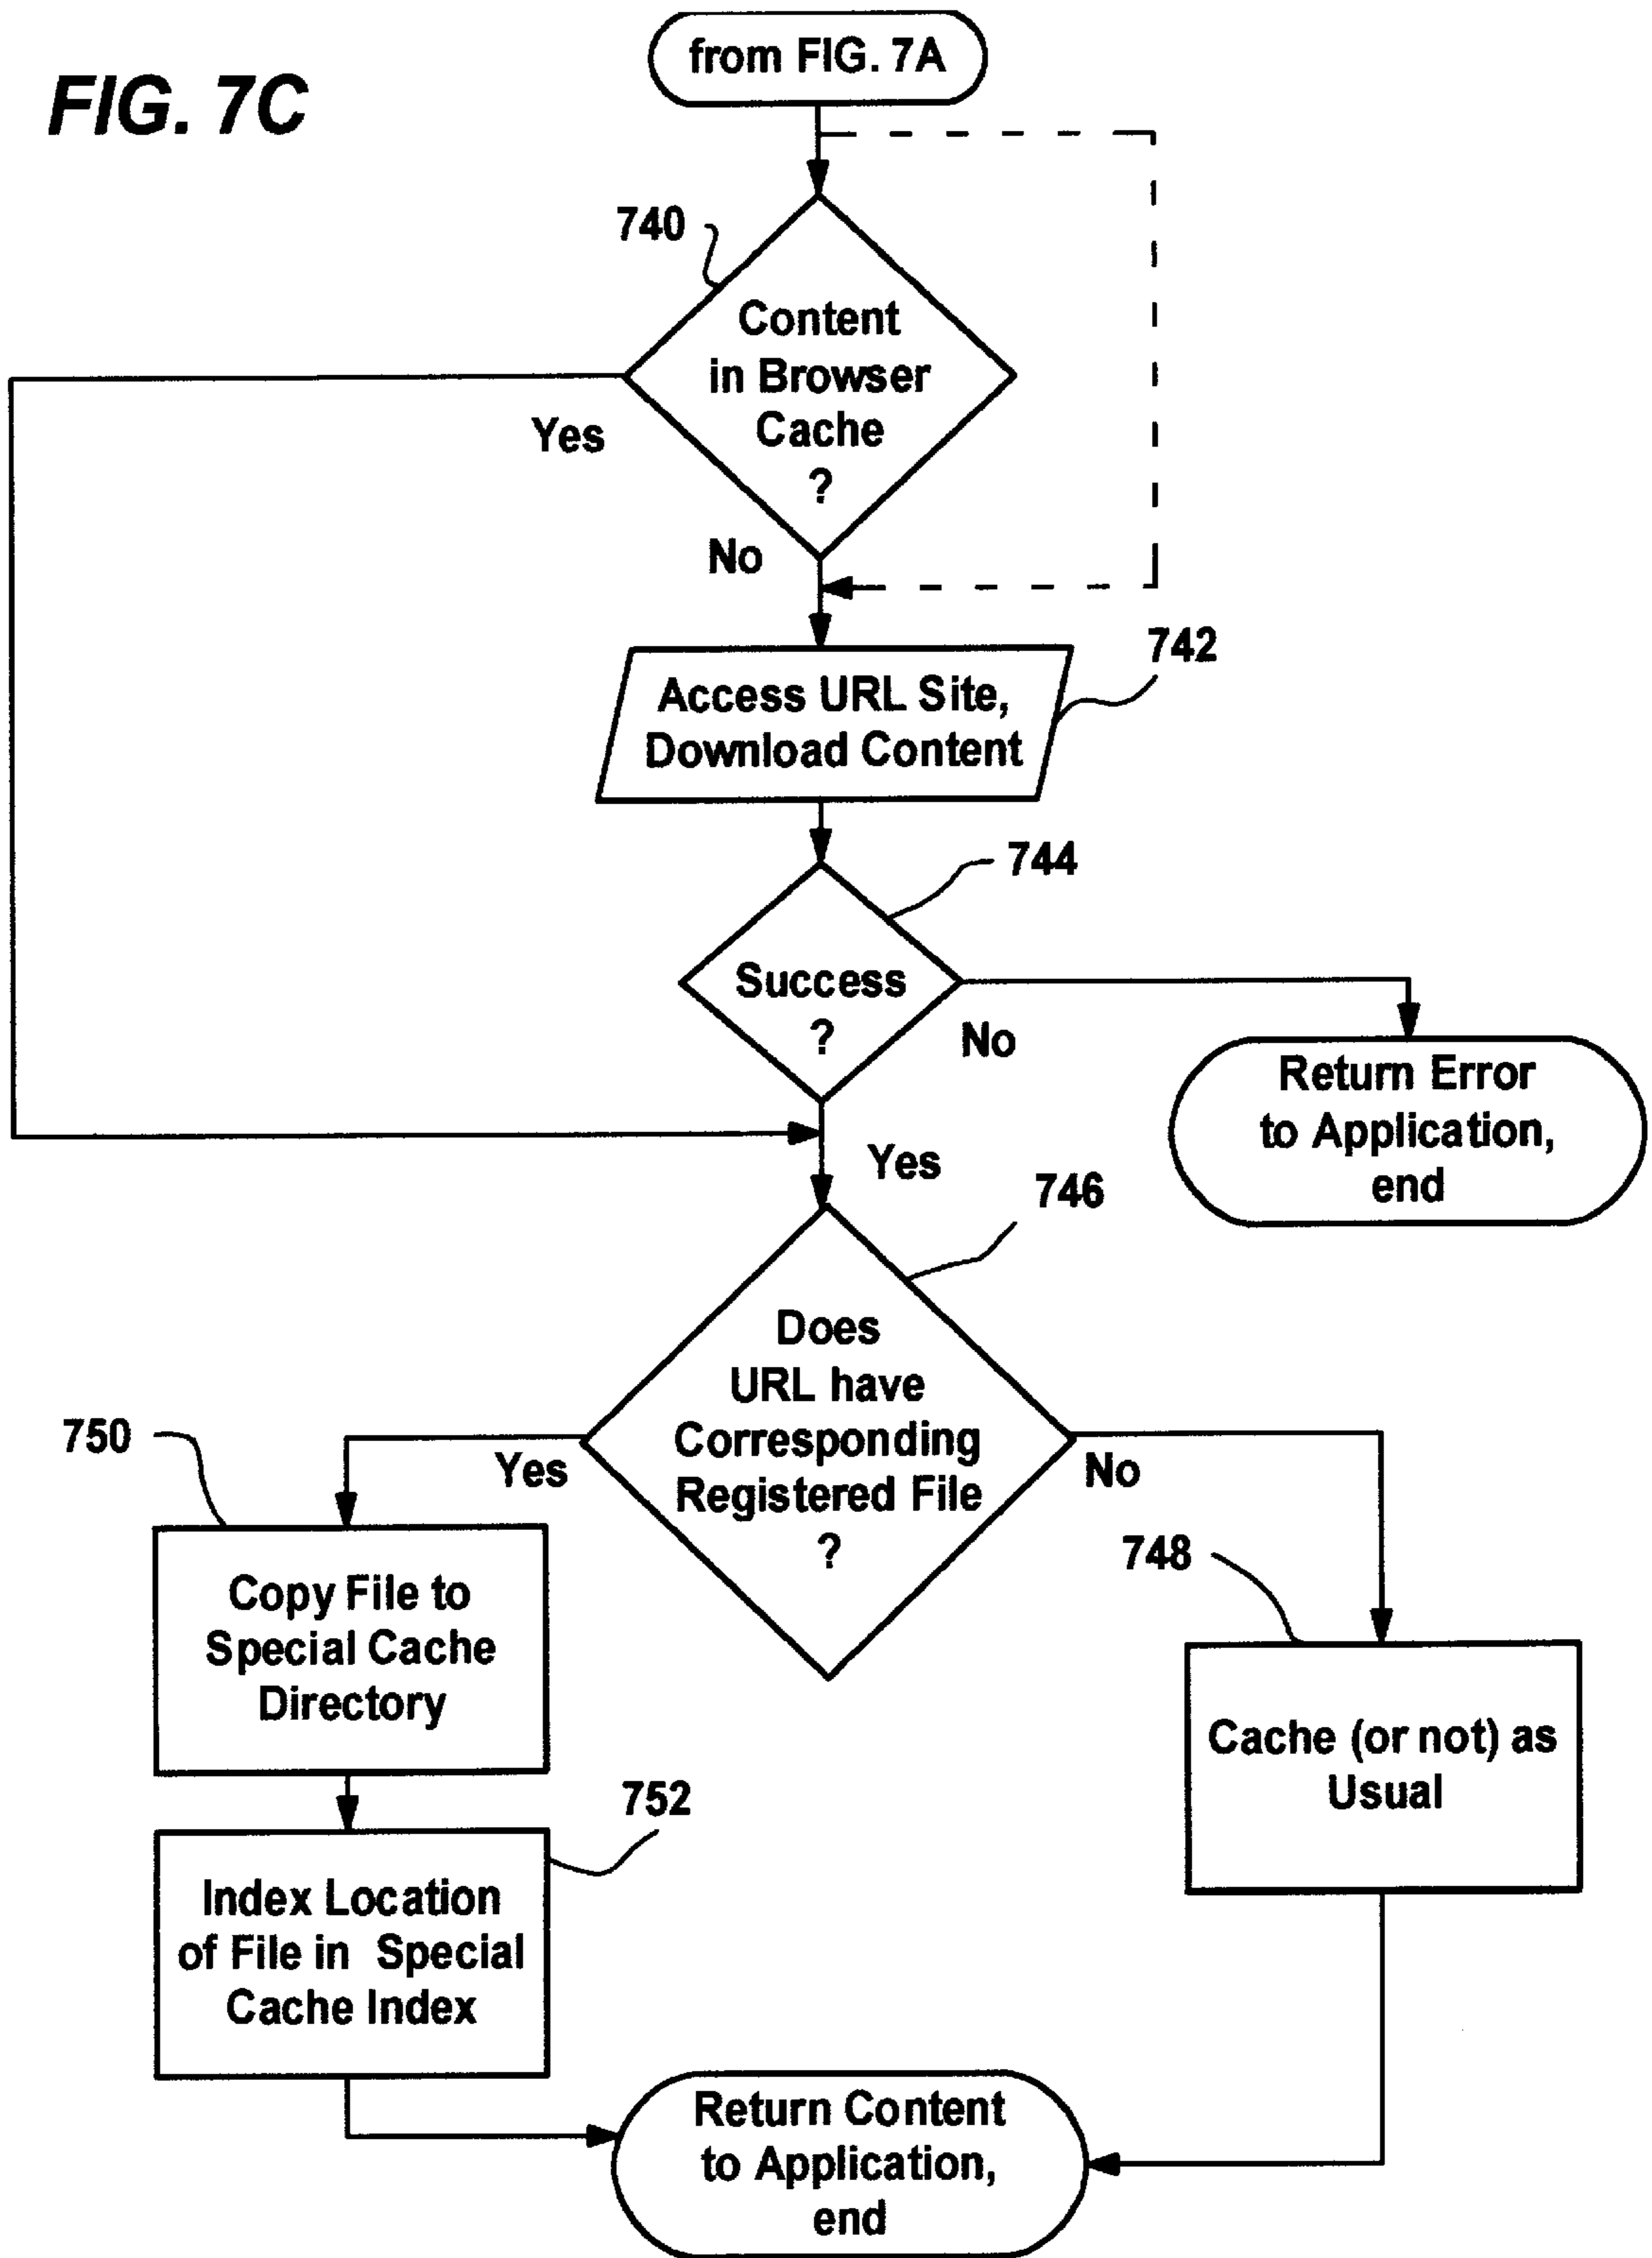 FIG. 7C
from FIG. 7A
740
Content
in Browser
Cache
?
Yes
No
742
Access URL Site,
Download Content
744
Success
?
No
Return Error
to Application,
end
Yes
746
Does
URL have
Corresponding
Registered File
?
750
Yes
No
748
Copy File to
Special Cache
Directory
Cache (or not) as
Usual
752
Index Location
of File in Special
Cache Index
Return Content
to Application,
end